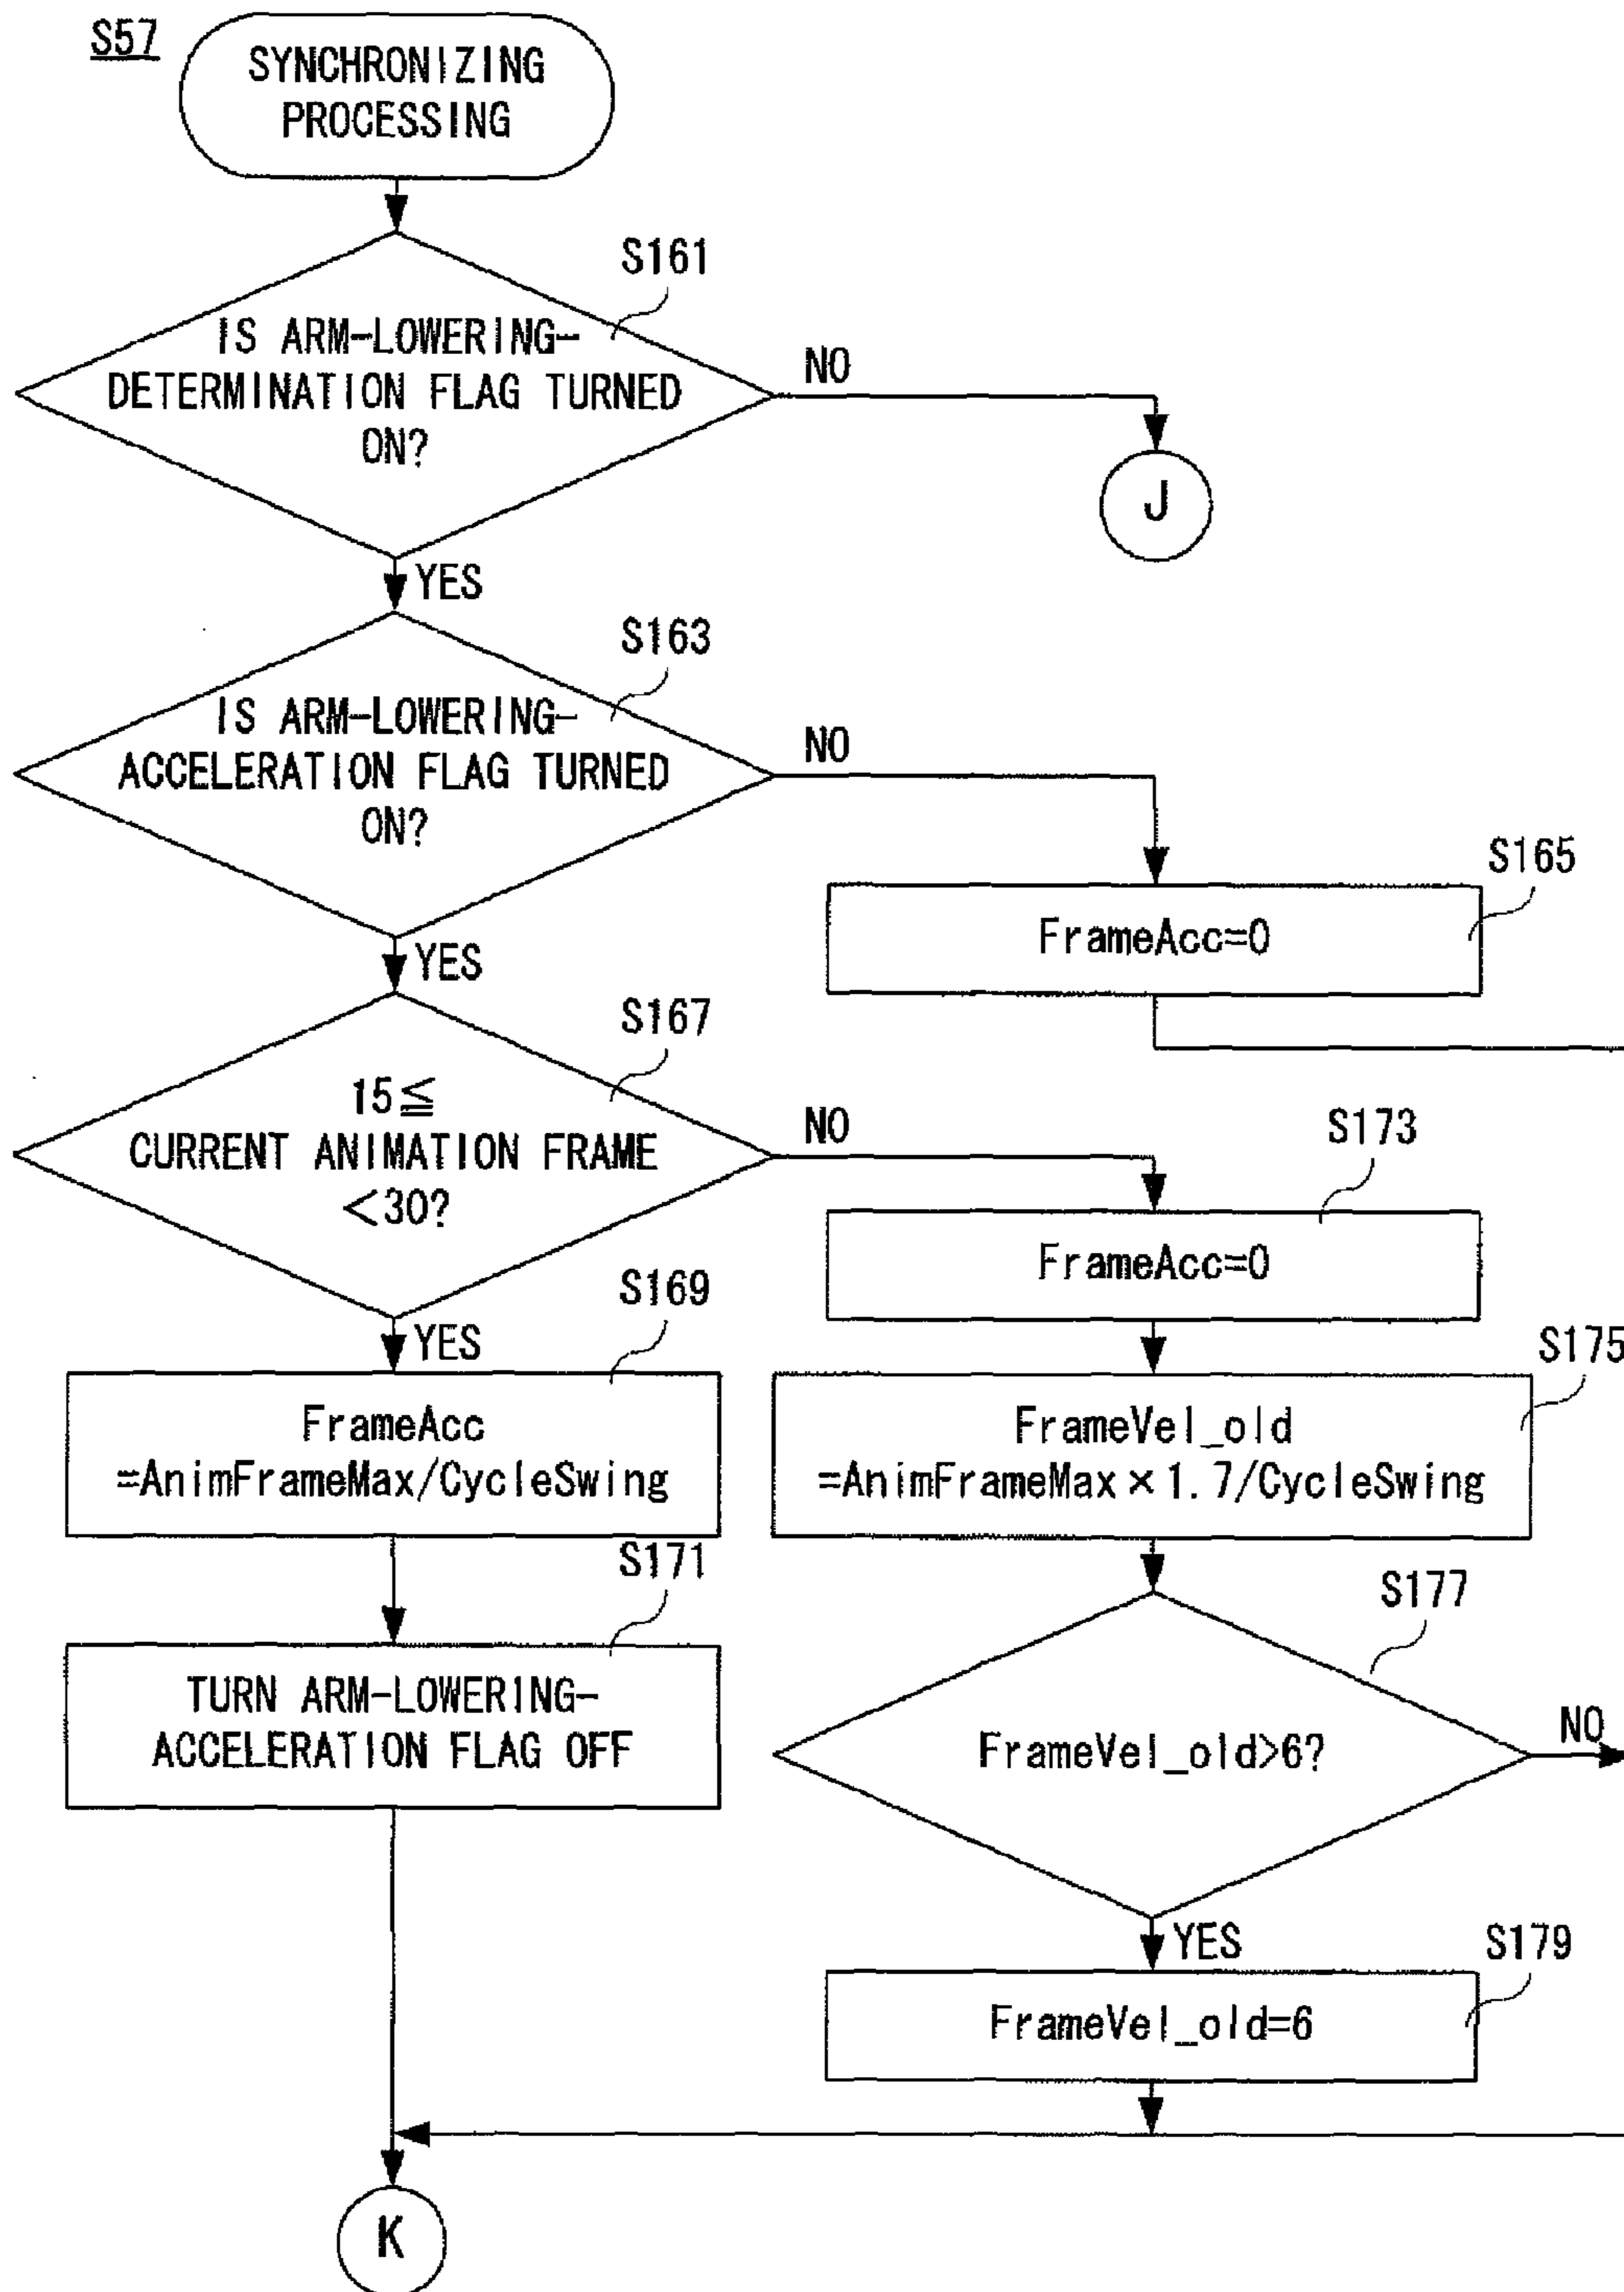 S57
SYNCHRONIZING
PROCESSING
S161
IS ARM-LOWERING-
DETERMINATION FLAG TURNED
ON?
NO
J
YES
S163
IS ARM-LOWERING-
ACCELERATION FLAG TURNED
ON?
NO
S165
FrameAcc=0
YES
S167
15≦
CURRENT ANIMATION FRAME
<30?
NO
S173
FrameAcc=0
YES
S169
FrameAcc
=AnimFrameMax/CycleSwing
S175
FrameVel_old
=AnimFrameMax×1.7/CycleSwing
S171
TURN ARM-LOWERING-
ACCELERATION FLAG OFF
S177
FrameVel_old>6?
NO
YES
S179
FrameVel_old=6
K